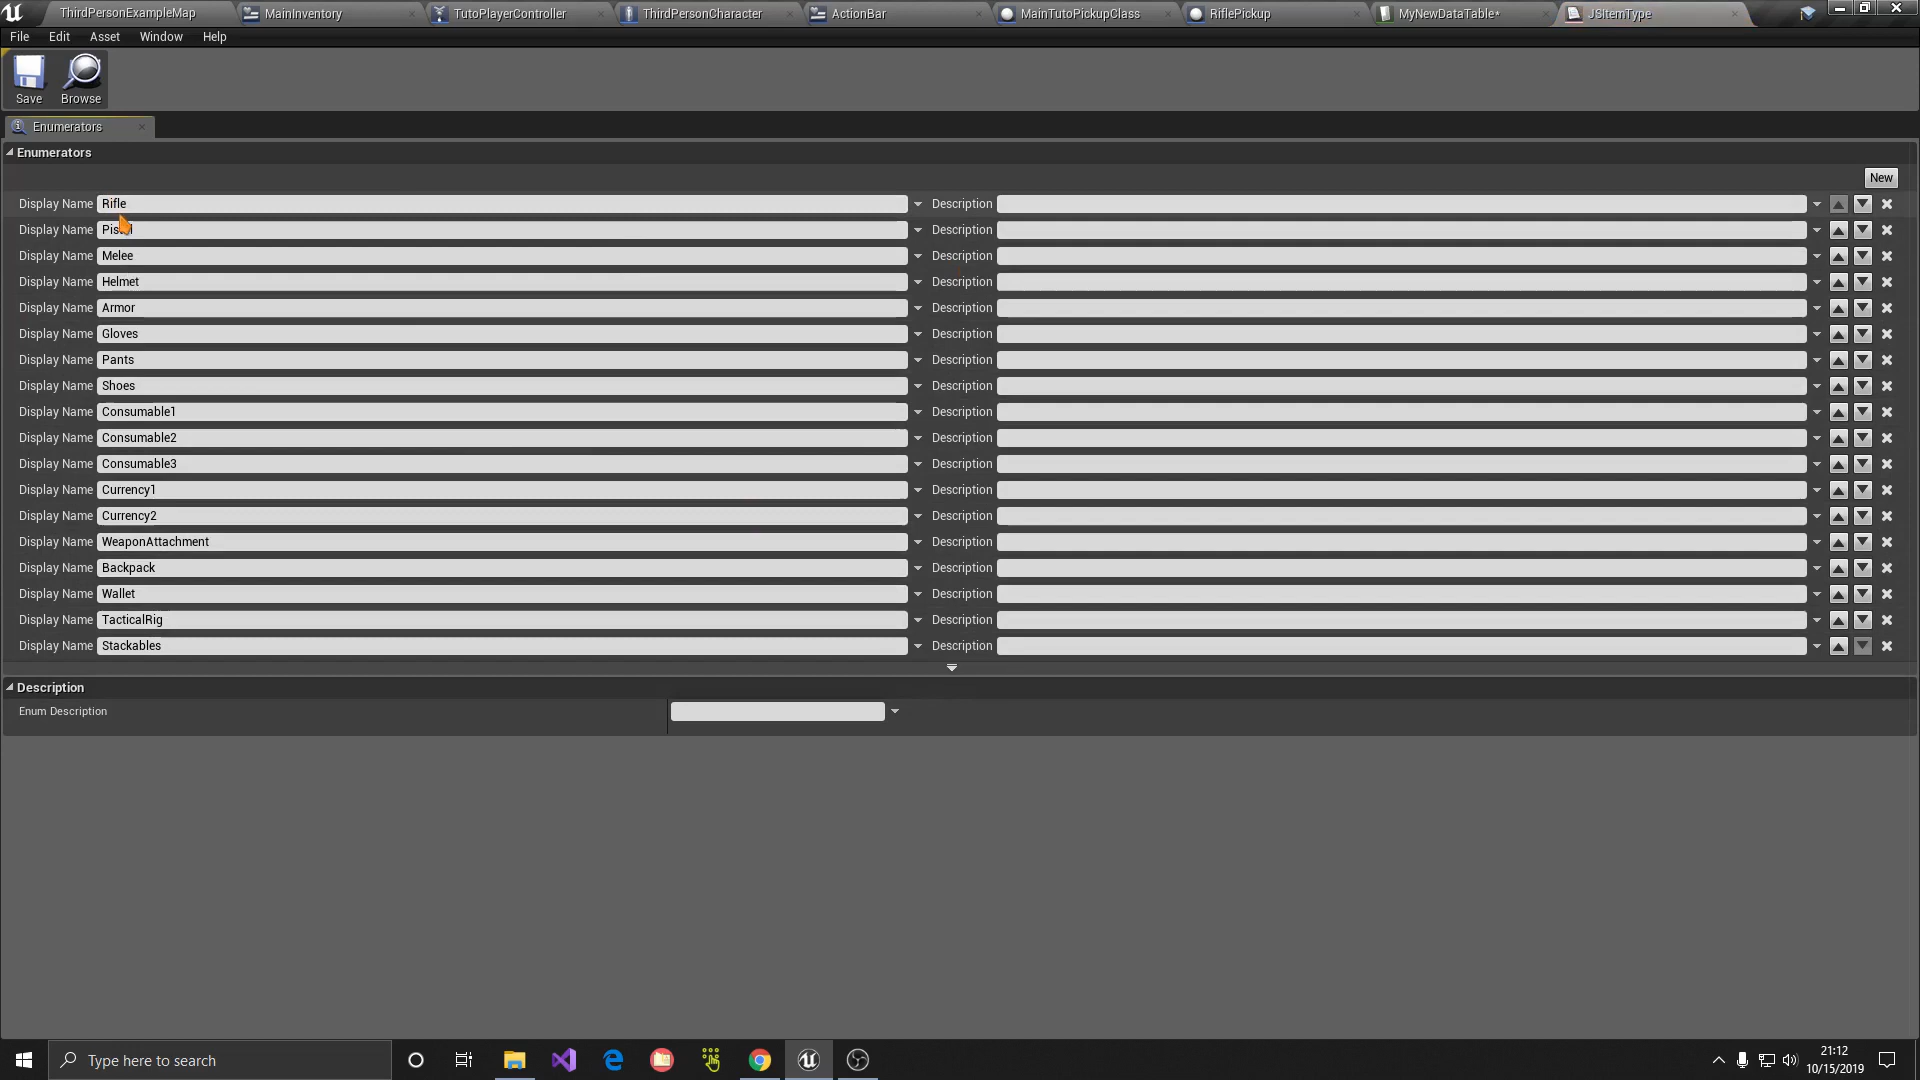 ThirdPersonExampleMap MainInventory TutoPlayerController ThirdPersonCharacter ActionBar MainTutoPickupClass RiflePickup MyNewDataTable* JSItemType
File Edit Asset Window Help
Save Browse
Enumerators
Enumerators
New
Display Name Rifle Description
Display Name Description
Display Name Melee Description
Display Name Helmet Description
Display Name Armor Description
Display Name Gloves Description
Display Name Pants Description
Display Name Shoes Description
Display Name Consumable1 Description
Display Name Consumable2 Description
Display Name Consumable3 Description
Display Name Currency1 Description
Display Name Currency2 Description
Display Name WeaponAttachment Description
Display Name Backpack Description
Display Name Wallet Description
Display Name TacticalRig Description
Display Name Stackables Description
Description
Enum Description
Type here to search
21:12
10/15/2019